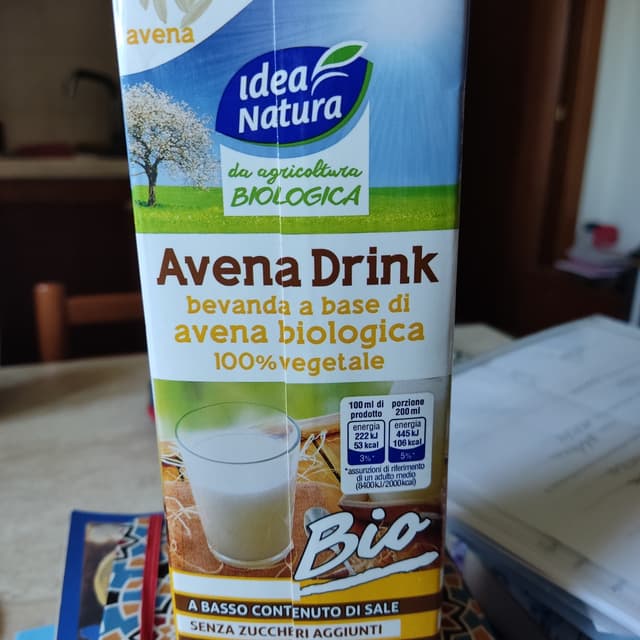 avena
Idea
Natura
da agricoltura
BIOLOGICA
Avena Drink
bevanda a base di
avena biologica
100% vegetale
100 ml di prodotto
porzione 200 ml
energia
222 kJ
53 kcal
3%*
energia
445 kJ
106 kcal
5%*
*assunzioni di riferimento
di un adulto medio
(8400kJ/2000kcal)
Bio
A BASSO CONTENUTO DI SALE
SENZA ZUCCHERI AGGIUNTI